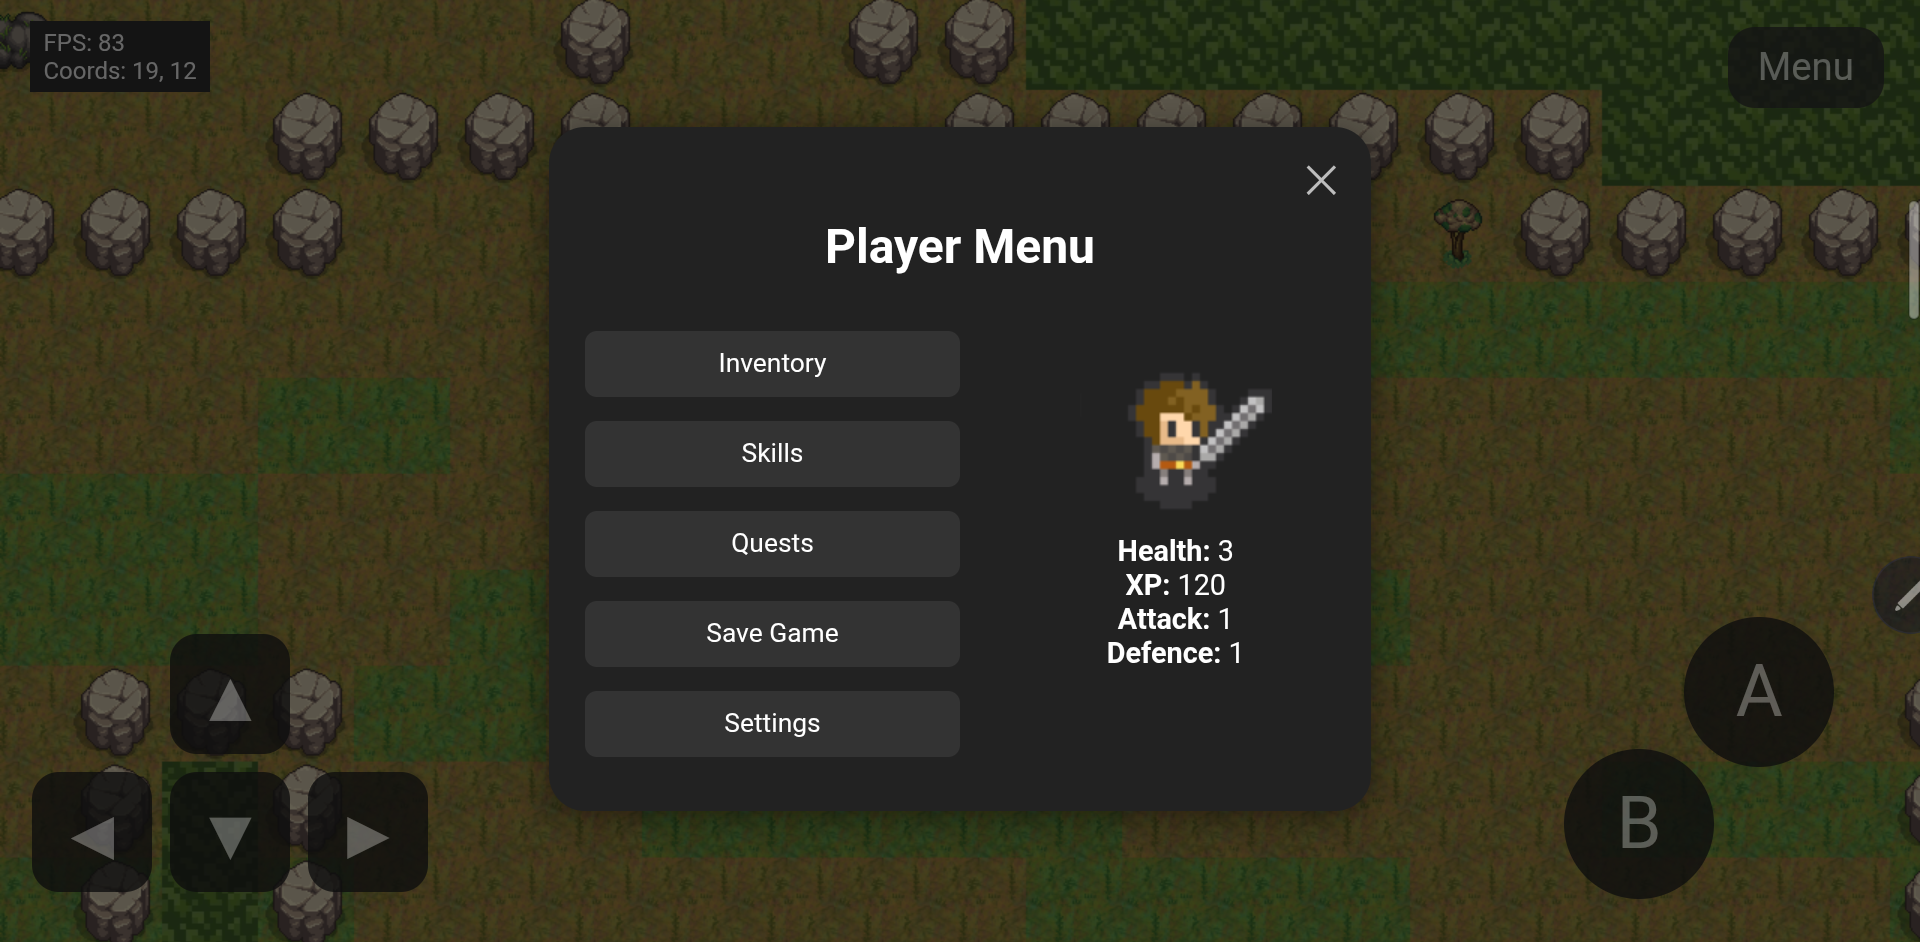 FPS: 83
Coords: 19, 12
Menu
Player Menu
Inventory
Skills
Quests
Save Game
Settings
Health: 3
XP: 120
Attack: 1
Defence: 1
A
B